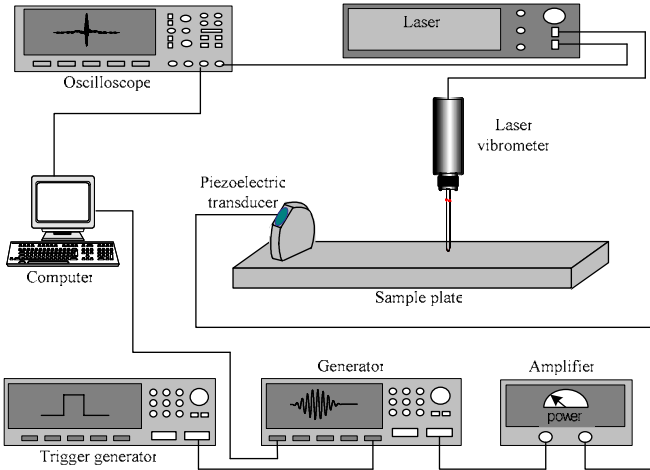 Laser
Oscilloscope
Laser
vibrometer
Piezoelectric
transducer
Computer
Sample plate
Generator
Amplifier
power
Trigger generator